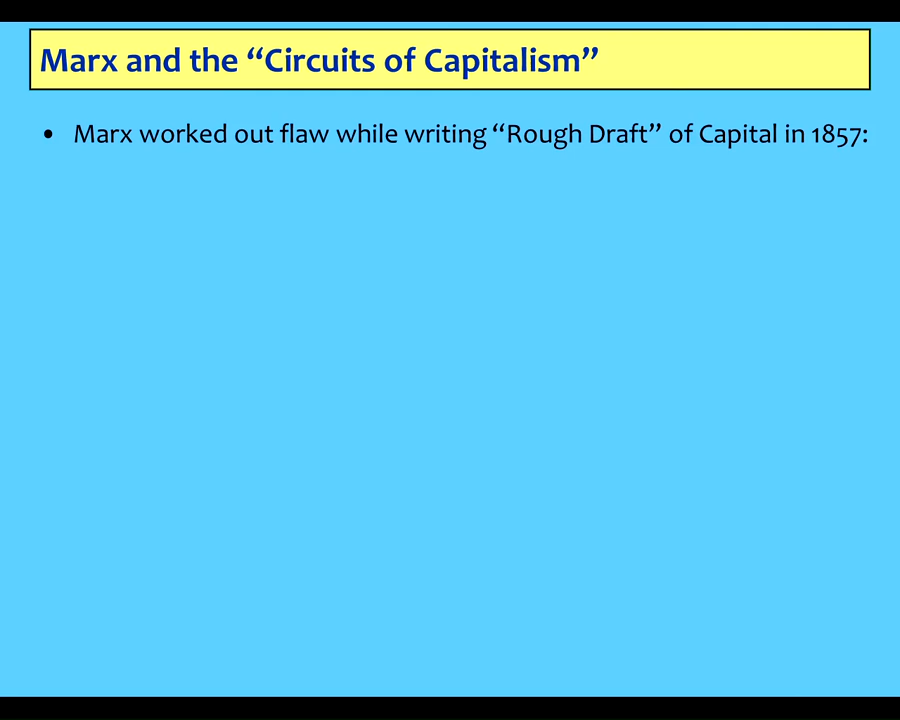 Marx and the “Circuits of Capitalism”
• Marx worked out flaw while writing “Rough Draft” of Capital in 1857: